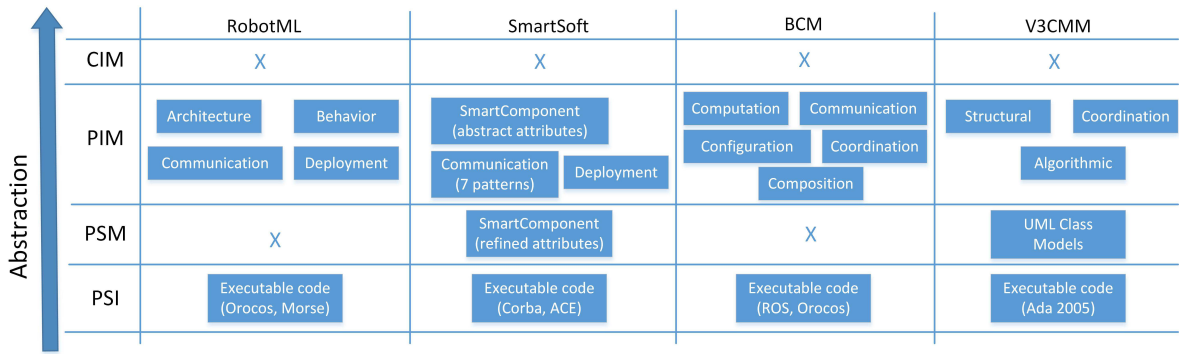 RobotML SmartSoft BCM V3CMM
CIM X X X X
Architecture Behavior SmartComponent Computation Communication Structural Coordination
(abstract attributes)
PIM Configuration Coordination
Communication Deployment Communication Deployment Algorithmic
(7 patterns) Composition
SmartComponent UML Class
PSM X (refined attributes) X Models
Executable code Executable code Executable code Executable code
PSI (Orocos, Morse) (Corba, ACE) (ROS, Orocos) (Ada 2005)
Abstraction